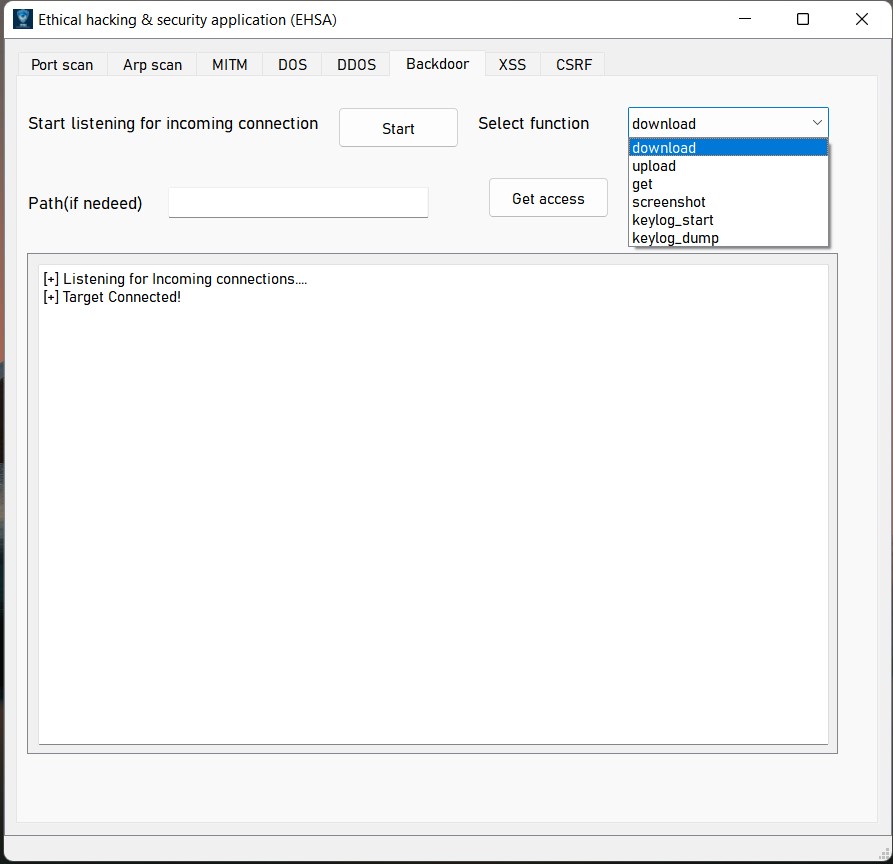 Ethical hacking & security application (EHSA)
Port scan Arp scan MITM DOS DDOS Backdoor XSS CSRF
Start listening for incoming connection Start Select function download
download
upload
get
screenshot
keylog_start
keylog_dump
Path(if nedeed) Get access
[+] Listening for Incoming connections....
[+] Target Connected!